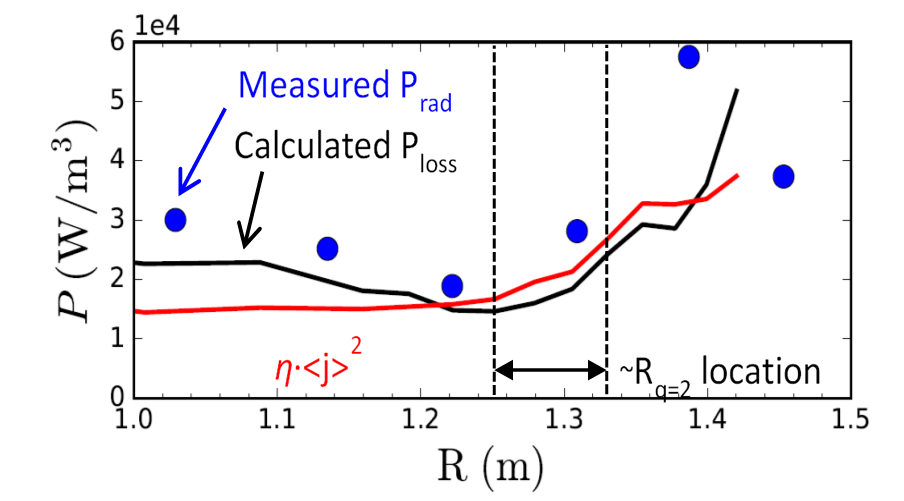 1e4
6
5
4
3
2
1
0
P (W/m³)
Measured P_rad
Calculated P_loss
η·<j>²
~R_q=2 location
1.0 1.1 1.2 1.3 1.4 1.5
R (m)